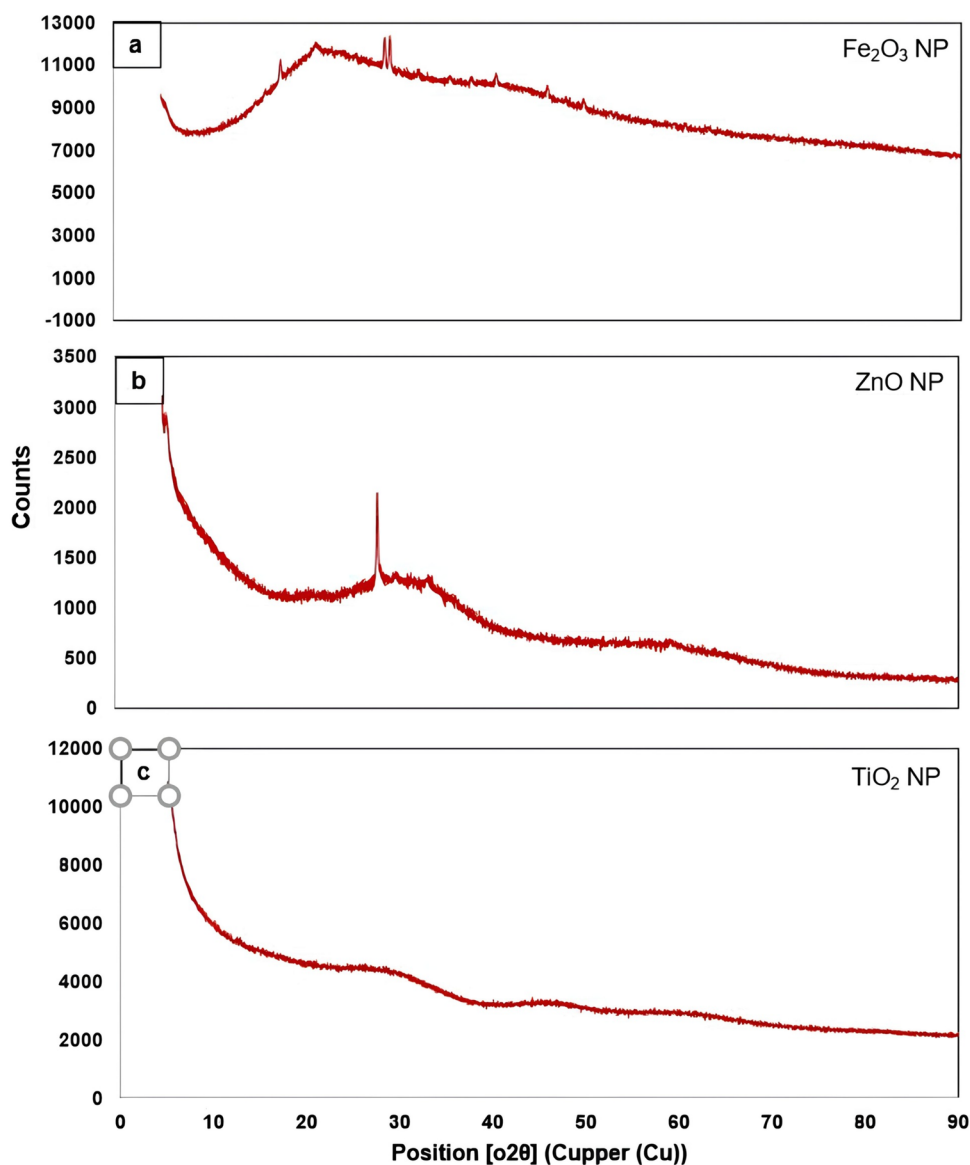 13000
a
Fe₂O₃ NP
11000
9000
7000
5000
3000
1000
-1000
3500
b
ZnO NP
3000
2500
Counts
2000
1500
1000
500
0
12000
c
TiO₂ NP
10000
8000
6000
4000
2000
0
0 10 20 30 40 50 60 70 80 90
Position [o2θ] (Cupper (Cu))